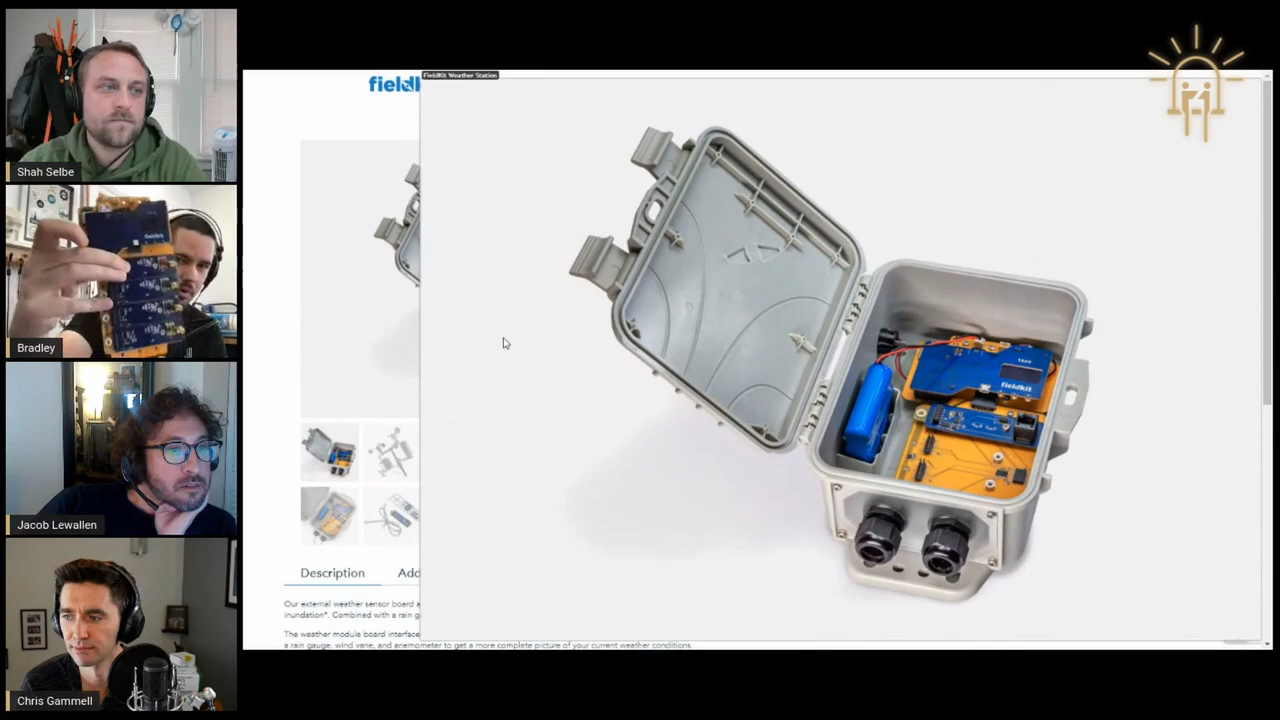 Shah Selbe
Bradley
Jacob Lewallen
Chris Gammell
fieldk
FieldKit Weather Station
fieldkit
fieldkit
Description
Add
Our external weather sensor board a
inundation*. Combined with a rain g
The weather module board interface
a rain gauge, wind vane, and anemometer to get a more complete picture of your current weather conditions